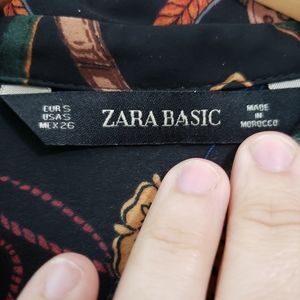 EUR S
USA S
MEX 26
ZARA BASIC
MADE
IN
MOROCCO